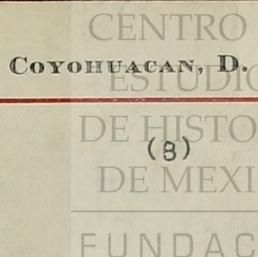 CENTRO
COYOHUACAN, D.
ESTUDIO
DE HISTO
(8)
DE MEXI
FUNDAC